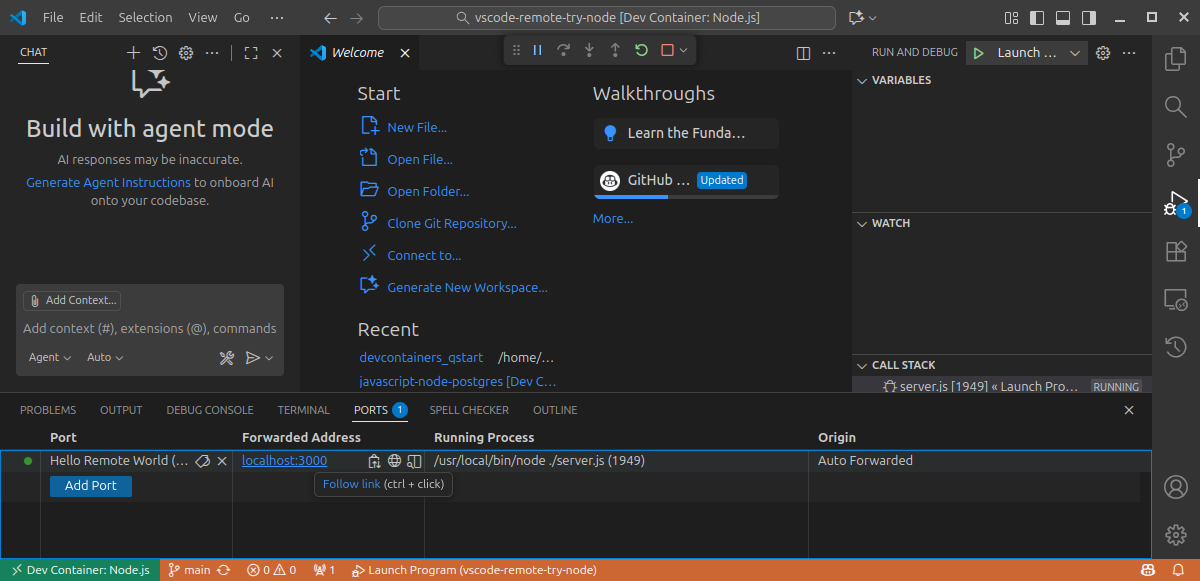 File Edit Selection View Go ··· vscode-remote-try-node [Dev Container: Node.js]
CHAT
Build with agent mode
AI responses may be inaccurate.
Generate Agent Instructions to onboard AI
onto your codebase.
Add Context...
Add context (#), extensions (@), commands
Agent Auto
Welcome
Start
New File...
Open File...
Open Folder...
Clone Git Repository...
Connect to...
Generate New Workspace...
Recent
devcontainers_qstart /home/...
javascript-node-postgres [Dev C...
Walkthroughs
Learn the Funda...
GitHub ... Updated
More...
RUN AND DEBUG Launch ...
VARIABLES
WATCH
CALL STACK
server.js [1949] « Launch Pro... RUNNING
1
PROBLEMS OUTPUT DEBUG CONSOLE TERMINAL PORTS 1 SPELL CHECKER OUTLINE
Port Forwarded Address Running Process Origin
Hello Remote World (... localhost:3000 /usr/local/bin/node ./server.js (1949) Auto Forwarded
Add Port
Follow link (ctrl + click)
Dev Container: Node.js main 0 0 1 Launch Program (vscode-remote-try-node)